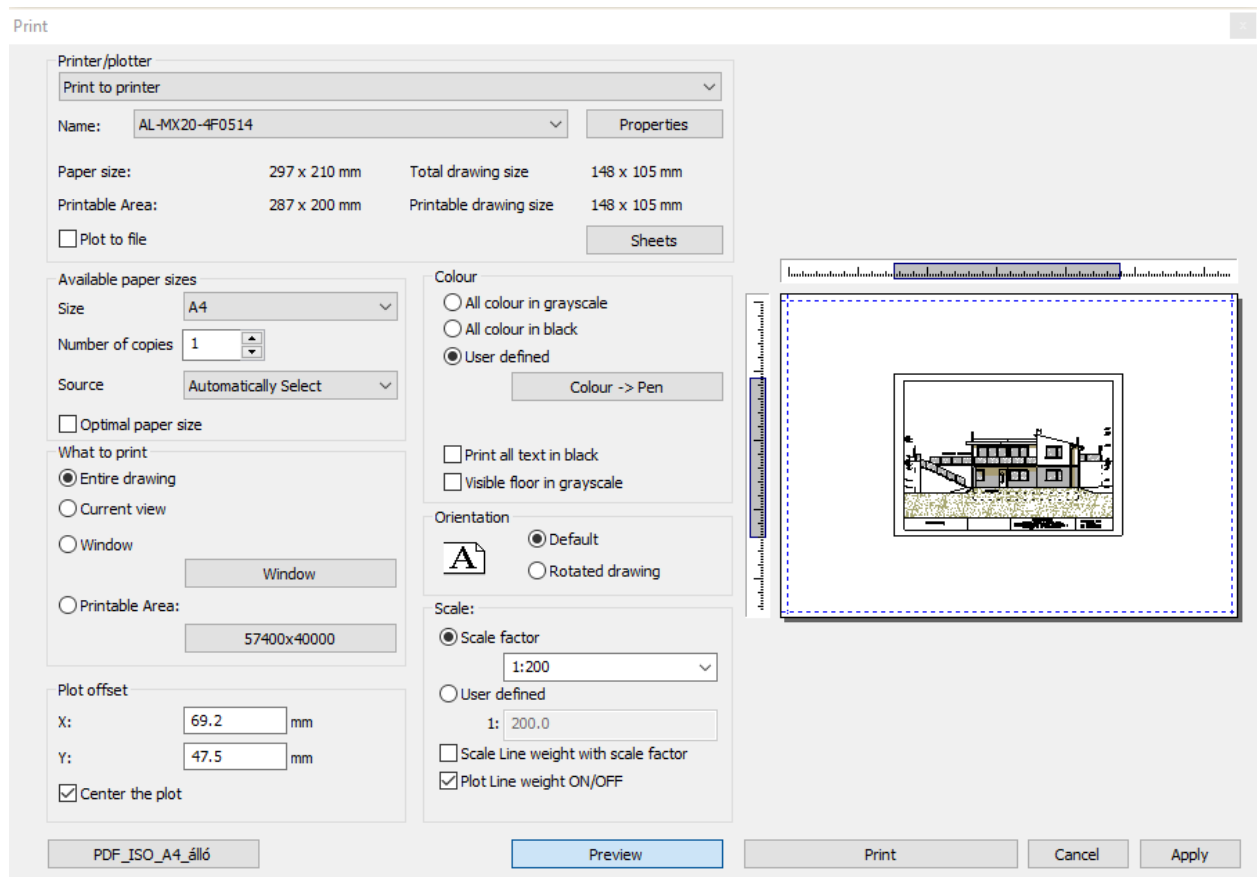 Print
Printer/plotter
Print to printer
Name: AL-MX20-4F0514 Properties
Paper size: 297 x 210 mm Total drawing size 148 x 105 mm
Printable Area: 287 x 200 mm Printable drawing size 148 x 105 mm
Plot to file Sheets
Available paper sizes
Size A4
Number of copies 1
Source Automatically Select
Optimal paper size
What to print
Entire drawing
Current view
Window
Window
Printable Area:
57400x40000
Plot offset
X: 69.2 mm
Y: 47.5 mm
Center the plot
Colour
All colour in grayscale
All colour in black
User defined
Colour -> Pen
Print all text in black
Visible floor in grayscale
Orientation
A
Default
Rotated drawing
Scale:
Scale factor
1:200
User defined
1: 200.0
Scale Line weight with scale factor
Plot Line weight ON/OFF
PDF_ISO_A4_álló Preview Print Cancel Apply